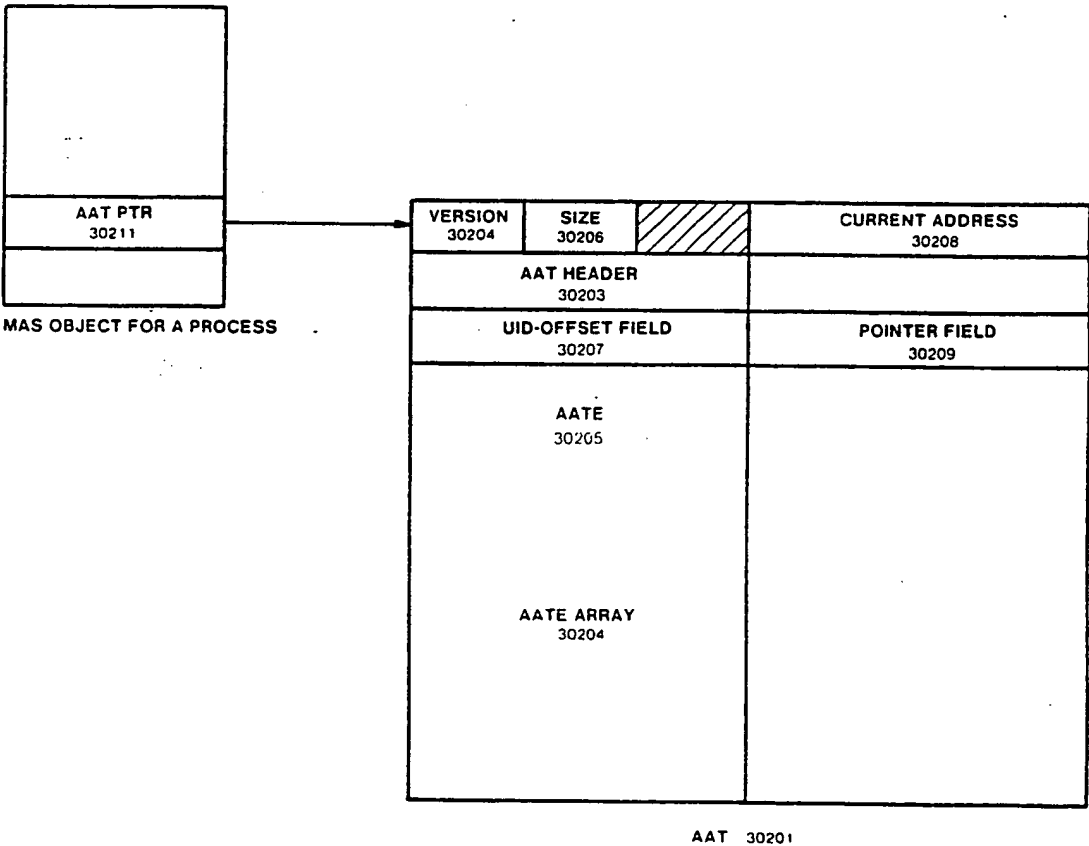 AAT PTR
30211
MAS OBJECT FOR A PROCESS
VERSION
30204
SIZE
30206
CURRENT ADDRESS
30208
AAT HEADER
30203
UID-OFFSET FIELD
30207
POINTER FIELD
30209
AATE
30205
AATE ARRAY
30204
AAT 30201